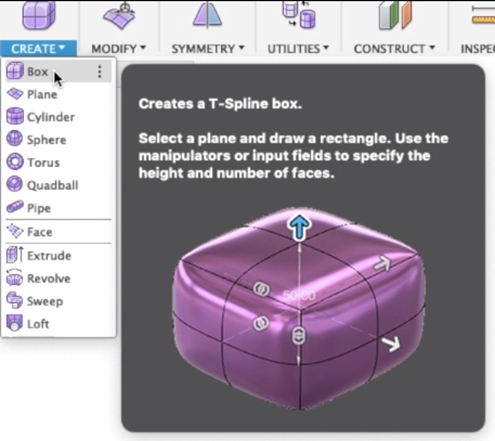 CREATE ▾ MODIFY ▾ SYMMETRY ▾ UTILITIES ▾ CONSTRUCT ▾ INSPE
Box
Plane
Cylinder
Sphere
Torus
Quadball
Pipe
Face
Extrude
Revolve
Sweep
Loft
Creates a T-Spline box.
Select a plane and draw a rectangle. Use the
manipulators or input fields to specify the
height and number of faces.
50.00